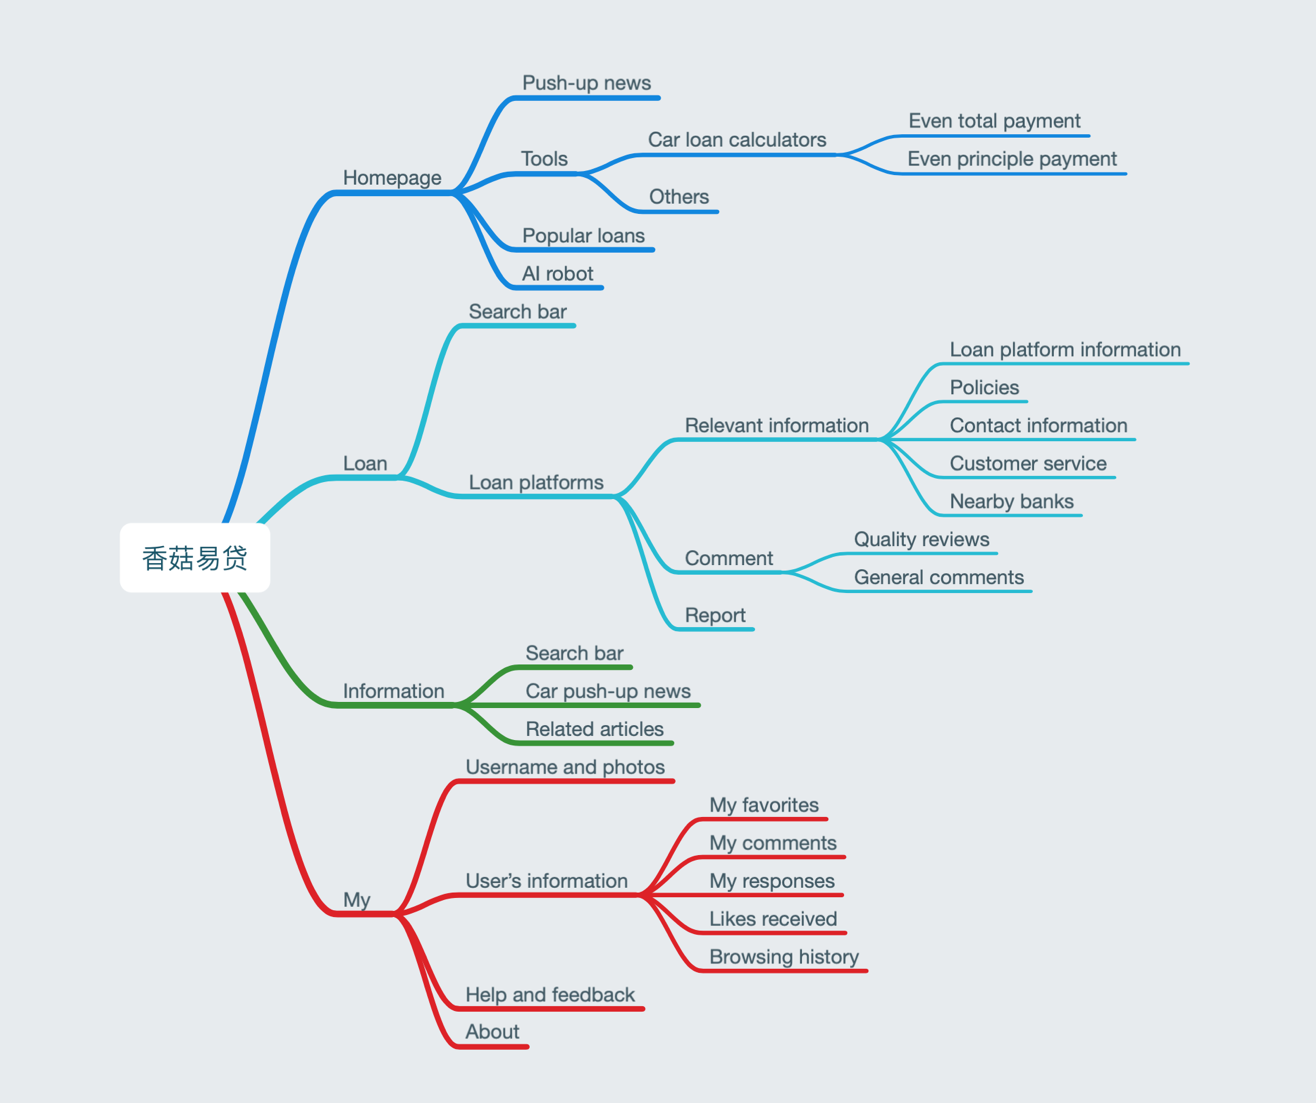 Push-up news
Even total payment
Car loan calculators
Even principle payment
Tools
Homepage
Others
Popular loans
AI robot
Search bar
Loan platform information
Policies
Relevant information
Contact information
Loan
Customer service
Loan platforms
Nearby banks
Quality reviews
香菇易贷
Comment
General comments
Report
Search bar
Information
Car push-up news
Related articles
Username and photos
My favorites
My comments
User’s information
My responses
My
Likes received
Browsing history
Help and feedback
About